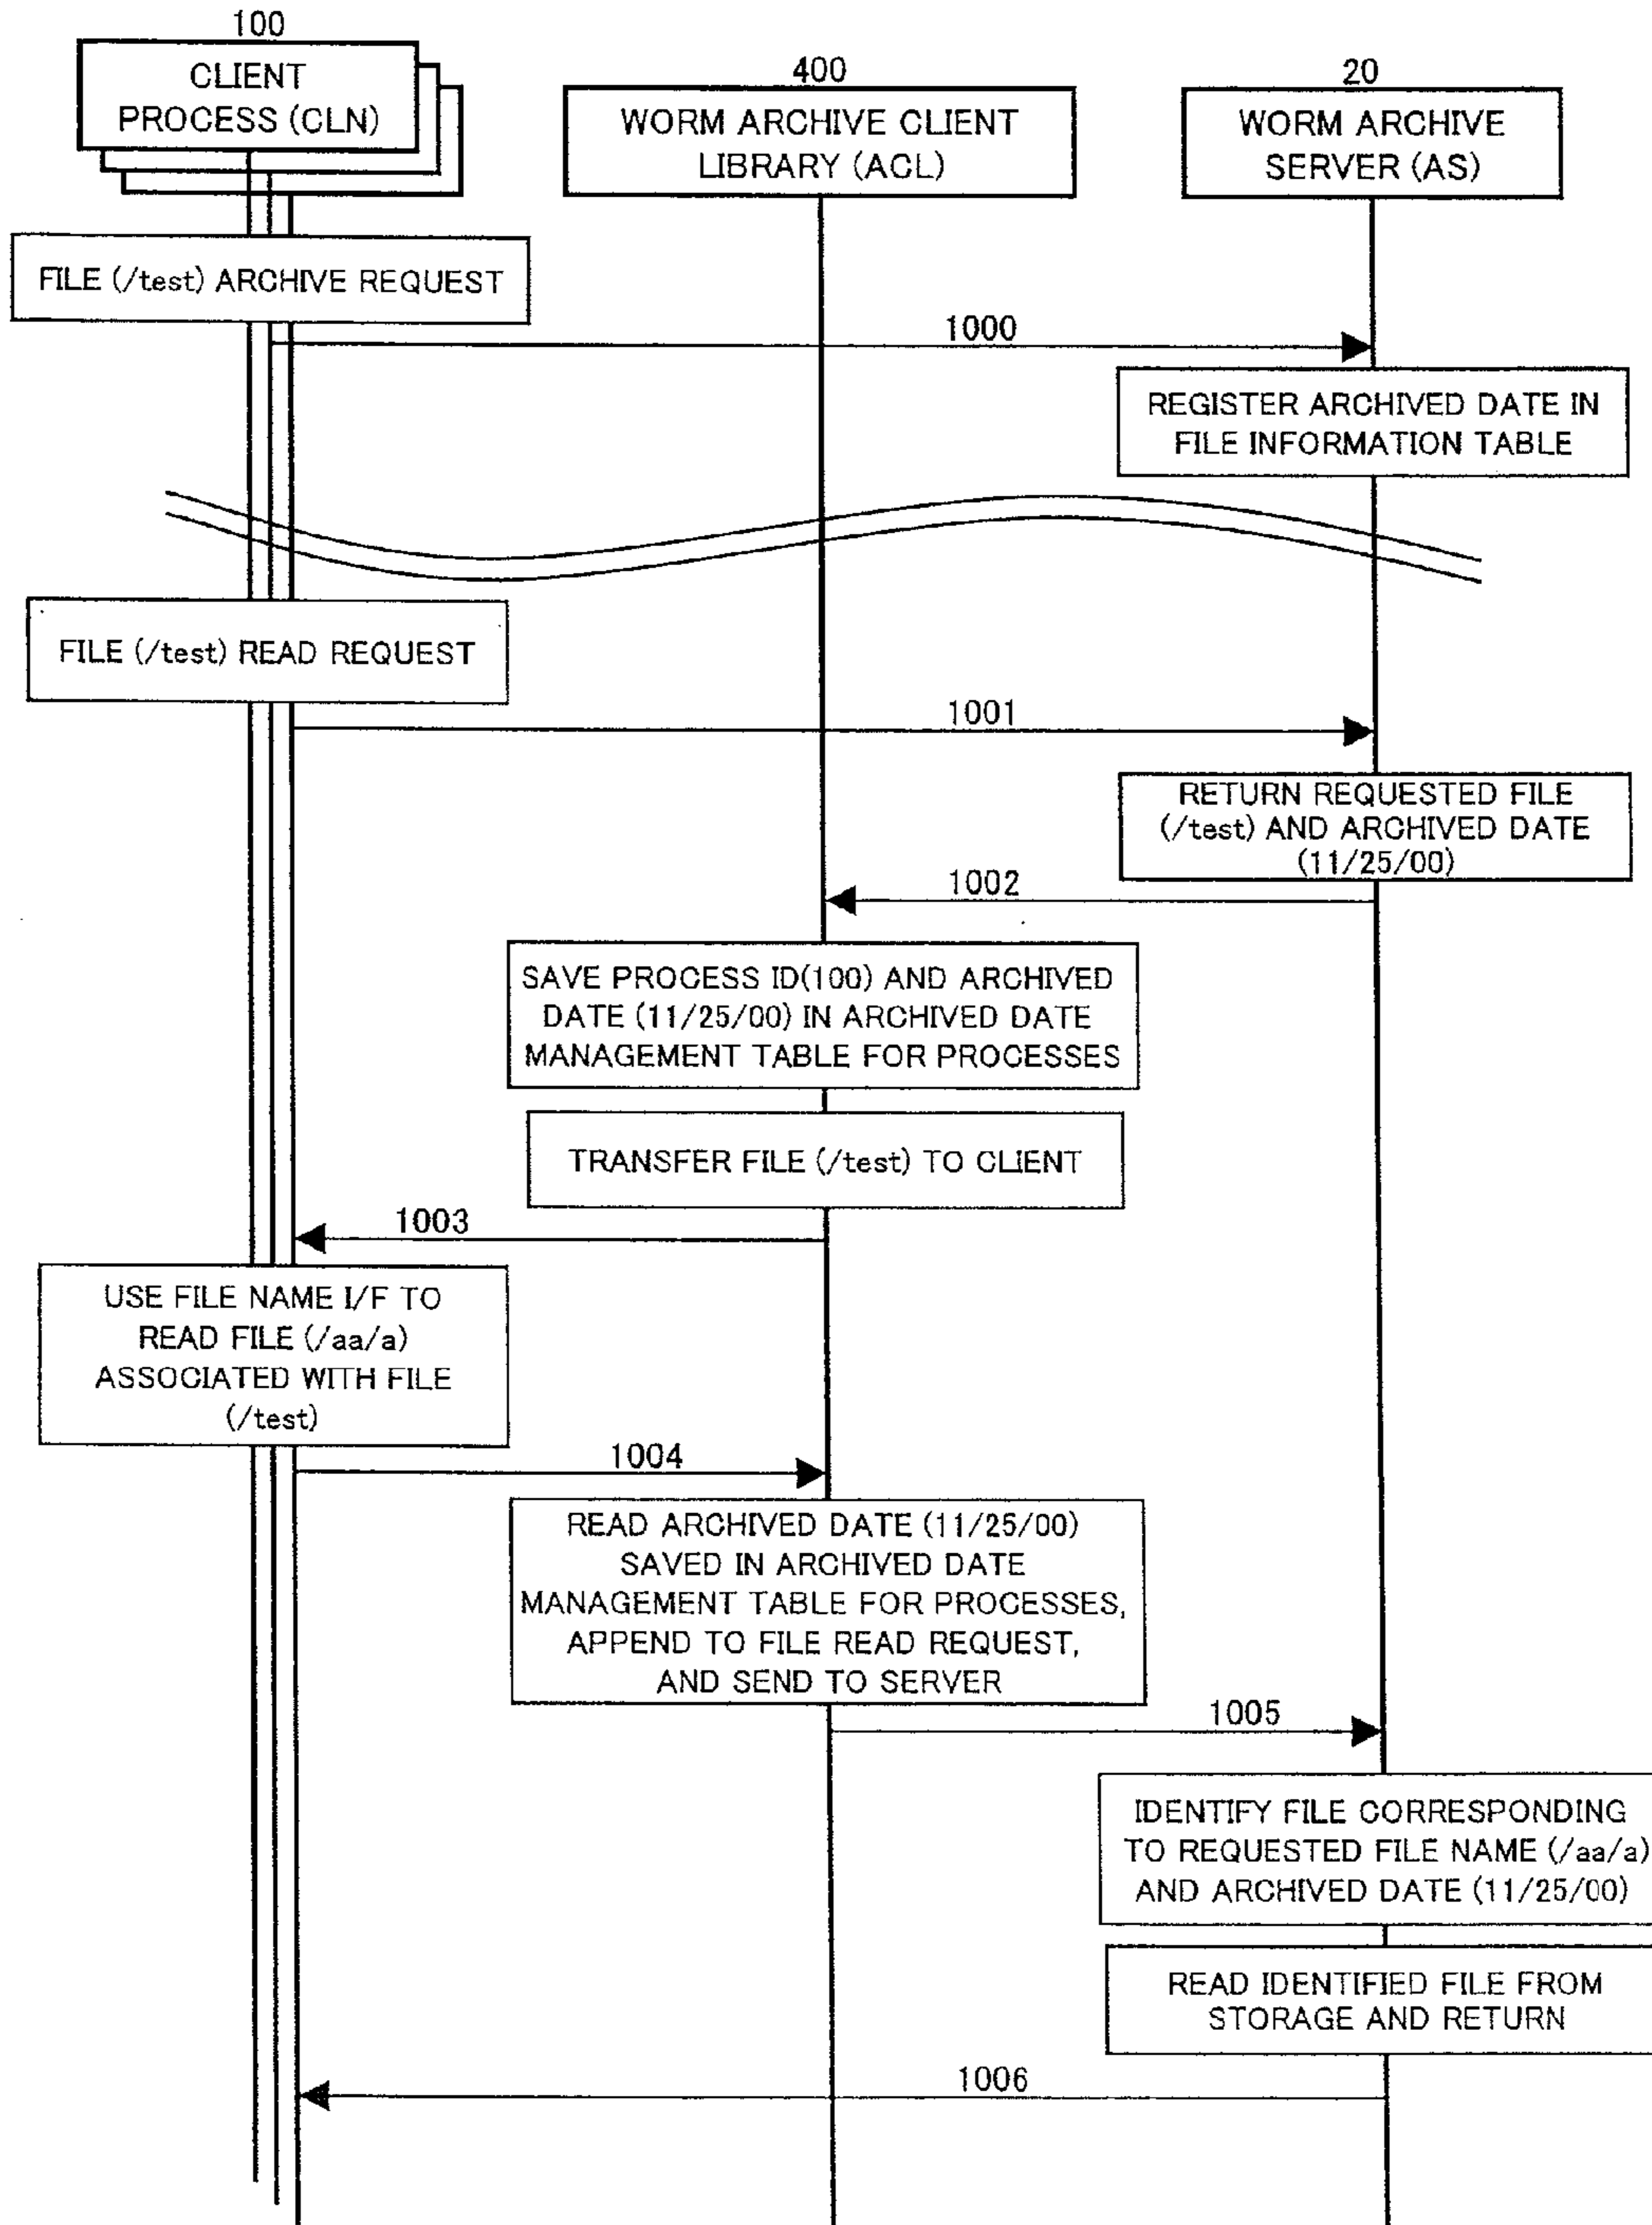 100
CLIENT
PROCESS (CLN)
400
WORM ARCHIVE CLIENT
LIBRARY (ACL)
20
WORM ARCHIVE
SERVER (AS)
FILE (/test) ARCHIVE REQUEST
1000
REGISTER ARCHIVED DATE IN
FILE INFORMATION TABLE
FILE (/test) READ REQUEST
1001
RETURN REQUESTED FILE
(/test) AND ARCHIVED DATE
(11/25/00)
1002
SAVE PROCESS ID(100) AND ARCHIVED
DATE (11/25/00) IN ARCHIVED DATE
MANAGEMENT TABLE FOR PROCESSES
TRANSFER FILE (/test) TO CLIENT
1003
USE FILE NAME I/F TO
READ FILE (/aa/a)
ASSOCIATED WITH FILE
(/test)
1004
READ ARCHIVED DATE (11/25/00)
SAVED IN ARCHIVED DATE
MANAGEMENT TABLE FOR PROCESSES,
APPEND TO FILE READ REQUEST,
AND SEND TO SERVER
1005
IDENTIFY FILE CORRESPONDING
TO REQUESTED FILE NAME (/aa/a)
AND ARCHIVED DATE (11/25/00)
READ IDENTIFIED FILE FROM
STORAGE AND RETURN
1006